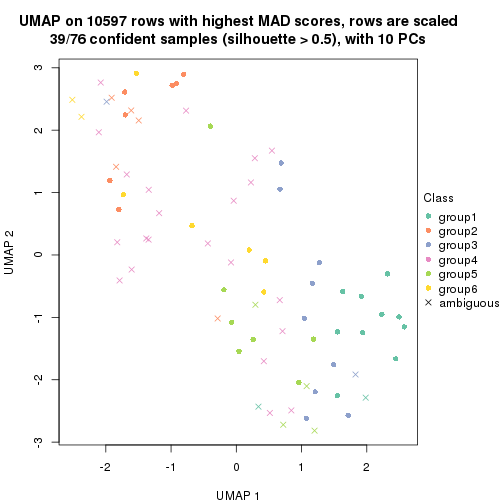 UMAP on 10597 rows with highest MAD scores, rows are scaled
39/76 confident samples (silhouette > 0.5), with 10 PCs
3
2
1
0
-1
-2
-3
UMAP 2
-2
-1
0
1
2
UMAP 1
Class
group1
group2
group3
group4
group5
group6
ambiguous